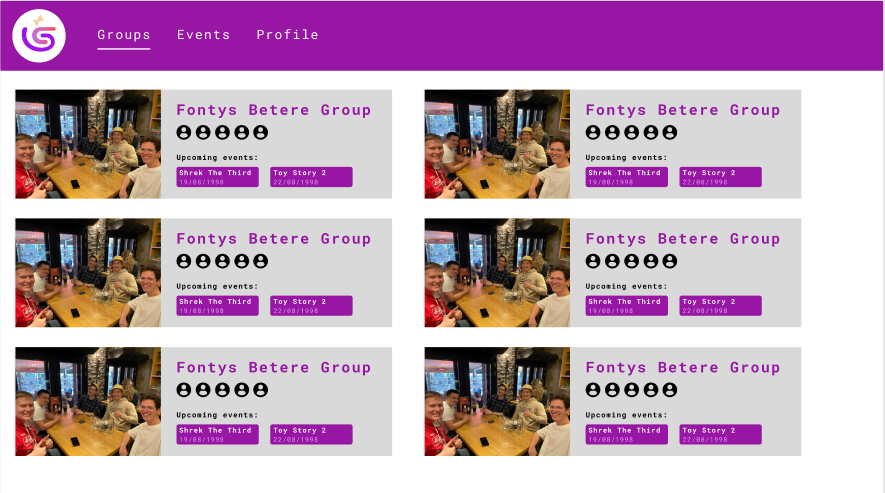 Groups Events Profile
Fontys Betere Group
Upcoming events:
Shrek The Third
19/08/1998
Toy Story 2
22/08/1998
Fontys Betere Group
Upcoming events:
Shrek The Third
19/08/1998
Toy Story 2
22/08/1998
Fontys Betere Group
Upcoming events:
Shrek The Third
19/08/1998
Toy Story 2
22/08/1998
Fontys Betere Group
Upcoming events:
Shrek The Third
19/08/1998
Toy Story 2
22/08/1998
Fontys Betere Group
Upcoming events:
Shrek The Third
19/08/1998
Toy Story 2
22/08/1998
Fontys Betere Group
Upcoming events:
Shrek The Third
19/08/1998
Toy Story 2
22/08/1998